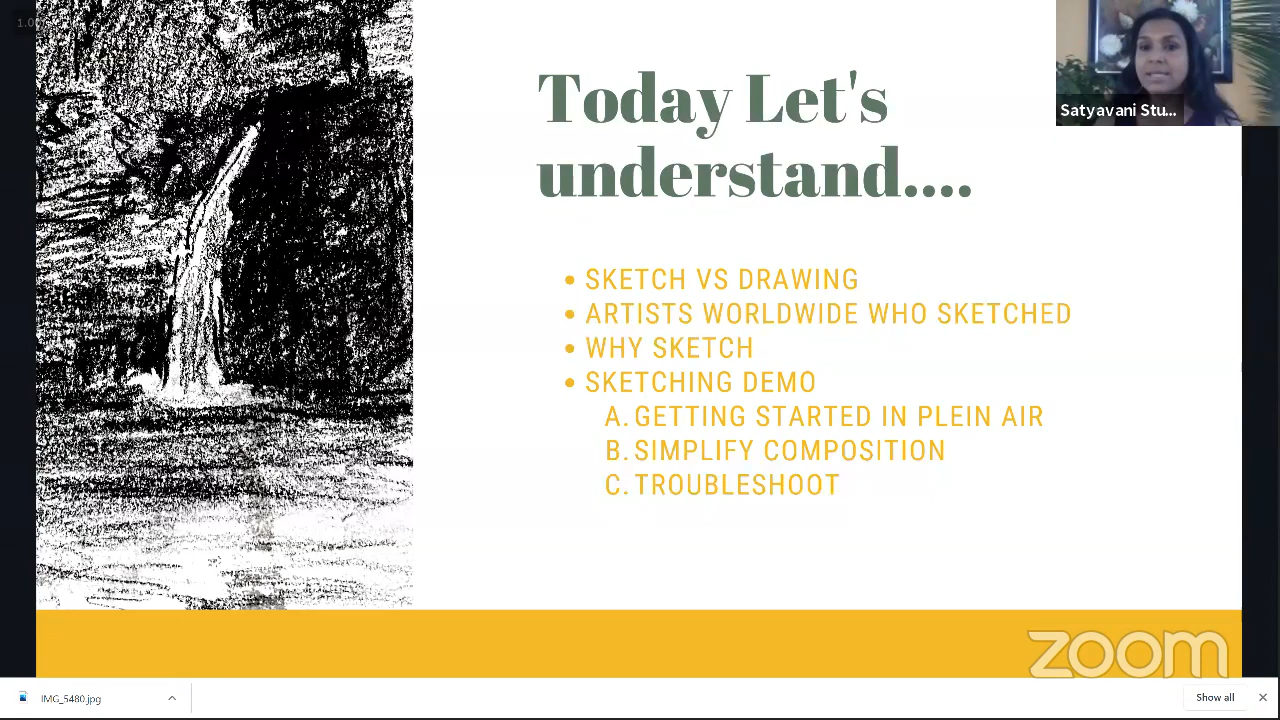 Today Let's
understand....
Satyavani Stu...
• SKETCH VS DRAWING
• ARTISTS WORLDWIDE WHO SKETCHED
• WHY SKETCH
• SKETCHING DEMO
A. GETTING STARTED IN PLEIN AIR
B. SIMPLIFY COMPOSITION
C. TROUBLESHOOT
zoom
IMG_5480.jpg
Show all